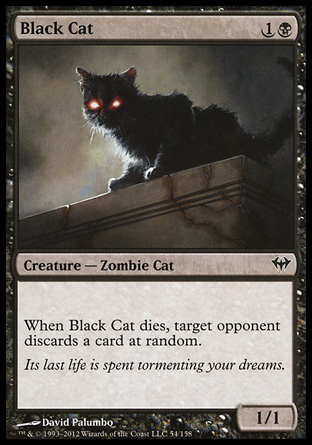 Black Cat 1
Creature — Zombie Cat
When Black Cat dies, target opponent
discards a card at random.
Its last life is spent tormenting your dreams.
David Palumbo
™ & © 1993–2012 Wizards of the Coast LLC 54/158
1/1